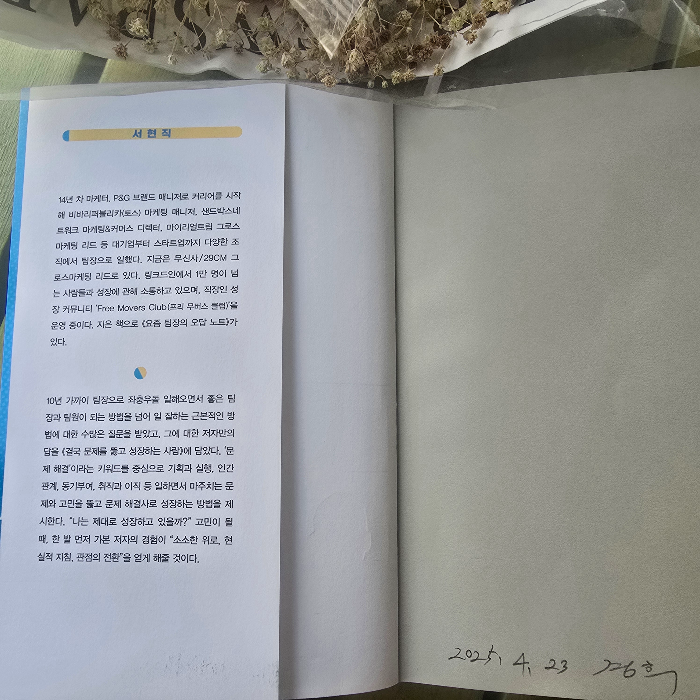 서현직
14년 차 마케터. P&G 브랜드 매니저로 커리어를 시작
해 비바리퍼블리카(토스) 마케팅 매니저, 샌드박스네
트워크 마케팅&커머스 디렉터, 마이리얼트립 그로스
마케팅 리드 등 대기업부터 스타트업까지 다양한 조
직에서 팀장으로 일했다. 지금은 무신사/29CM 그
로스마케팅 리드로 있다. 링크드인에서 1만 명이 넘
는 사람들과 성장에 관해 소통하고 있으며, 직장인 성
장 커뮤니티 'Free Movers Club(프리 무버스 클럽)'을
운영 중이다. 지은 책으로 《요즘 팀장의 오답 노트》가
있다.
10년 가까이 팀장으로 좌충우돌 일해오면서 좋은 팀
장과 팀원이 되는 방법을 넘어 일 잘하는 근본적인 방
법에 대한 수많은 질문을 받았고, 그에 대한 저자만의
답을 《결국 문제를 뚫고 성장하는 사람》에 담았다. '문
제 해결'이라는 키워드를 중심으로 기획과 실행, 인간
관계, 동기부여, 취직과 이직 등 일하면서 마주치는 문
제와 고민을 뚫고 문제 해결사로 성장하는 방법을 제
시한다. "나는 제대로 성장하고 있을까?" 고민이 될
때, 한 발 먼저 가본 저자의 경험이 "소소한 위로, 현
실적 지침, 관점의 전환"을 얻게 해줄 것이다.
2025. 4. 23